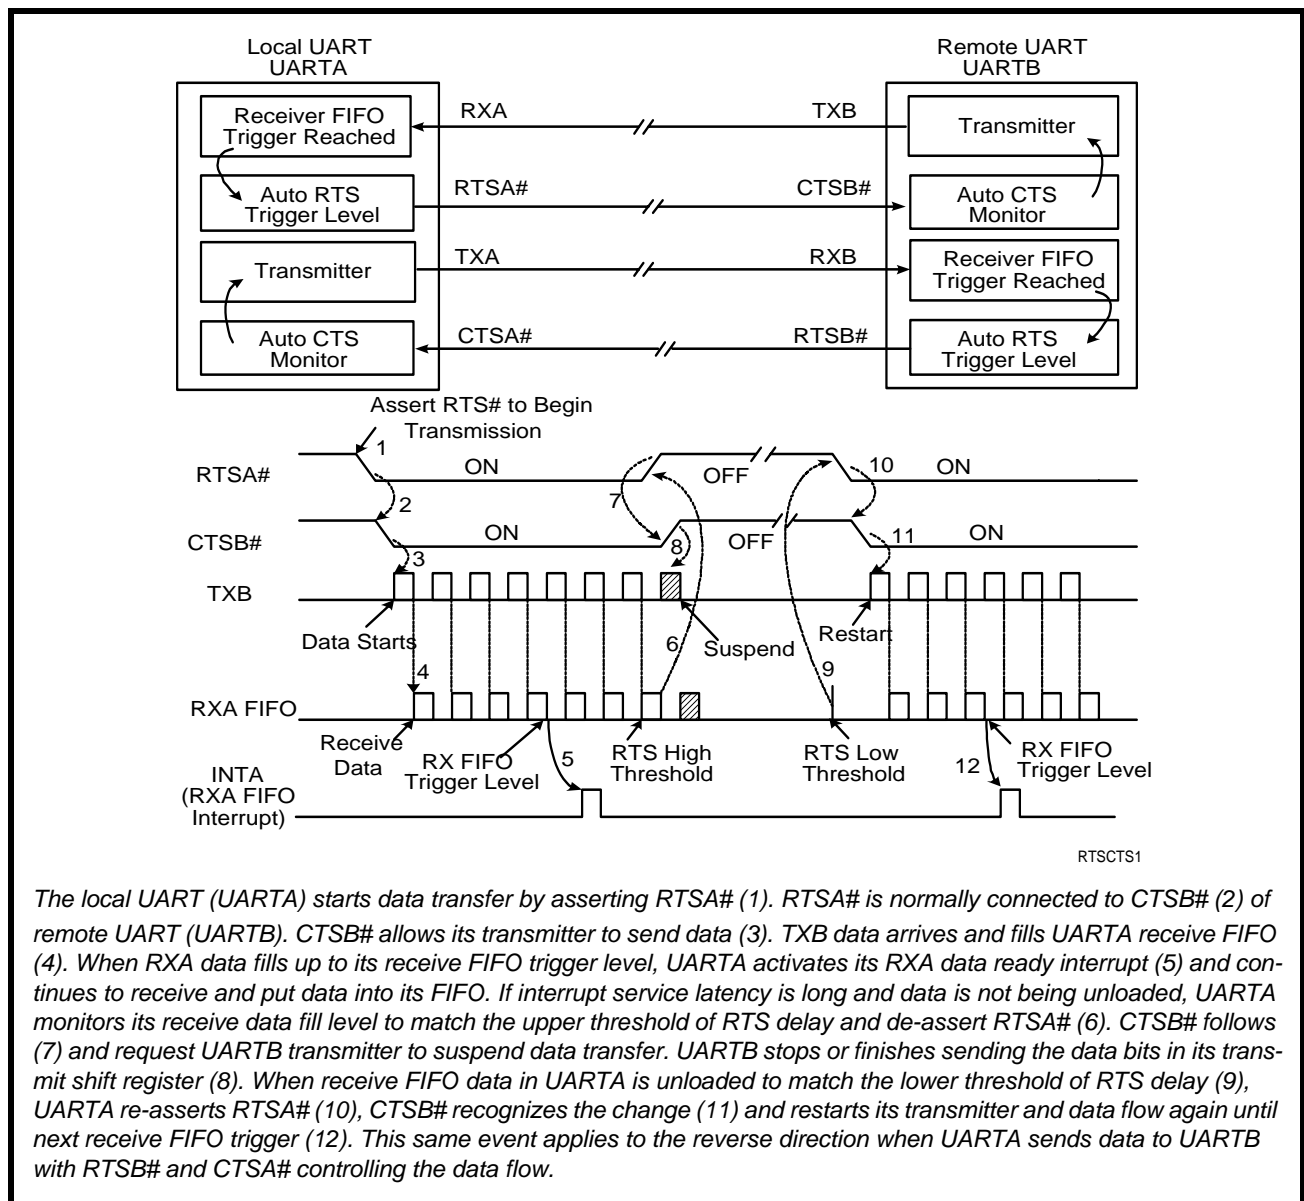 Local UART
UARTA
Remote UART
UARTB
Receiver FIFO
Trigger Reached
RXA
TXB
Transmitter
Auto RTS
Trigger Level
RTSA#
CTSB#
Auto CTS
Monitor
Transmitter
TXA
RXB
Receiver FIFO
Trigger Reached
Auto CTS
Monitor
CTSA#
RTSB#
Auto RTS
Trigger Level
Assert RTS# to Begin
Transmission
1
RTSA#
ON
7
OFF
10
ON
2
CTSB#
ON
8
OFF
11
ON
3
TXB
Data Starts
6
Suspend
Restart
4
9
RXA FIFO
Receive
Data
RX FIFO
Trigger Level
5
RTS High
Threshold
RTS Low
Threshold
12
RX FIFO
Trigger Level
INTA
(RXA FIFO
Interrupt)
RTSCTS1
The local UART (UARTA) starts data transfer by asserting RTSA# (1). RTSA# is normally connected to CTSB# (2) of
remote UART (UARTB). CTSB# allows its transmitter to send data (3). TXB data arrives and fills UARTA receive FIFO
(4). When RXA data fills up to its receive FIFO trigger level, UARTA activates its RXA data ready interrupt (5) and con-
tinues to receive and put data into its FIFO. If interrupt service latency is long and data is not being unloaded, UARTA
monitors its receive data fill level to match the upper threshold of RTS delay and de-assert RTSA# (6). CTSB# follows
(7) and request UARTB transmitter to suspend data transfer. UARTB stops or finishes sending the data bits in its trans-
mit shift register (8). When receive FIFO data in UARTA is unloaded to match the lower threshold of RTS delay (9),
UARTA re-asserts RTSA# (10), CTSB# recognizes the change (11) and restarts its transmitter and data flow again until
next receive FIFO trigger (12). This same event applies to the reverse direction when UARTA sends data to UARTB
with RTSB# and CTSA# controlling the data flow.